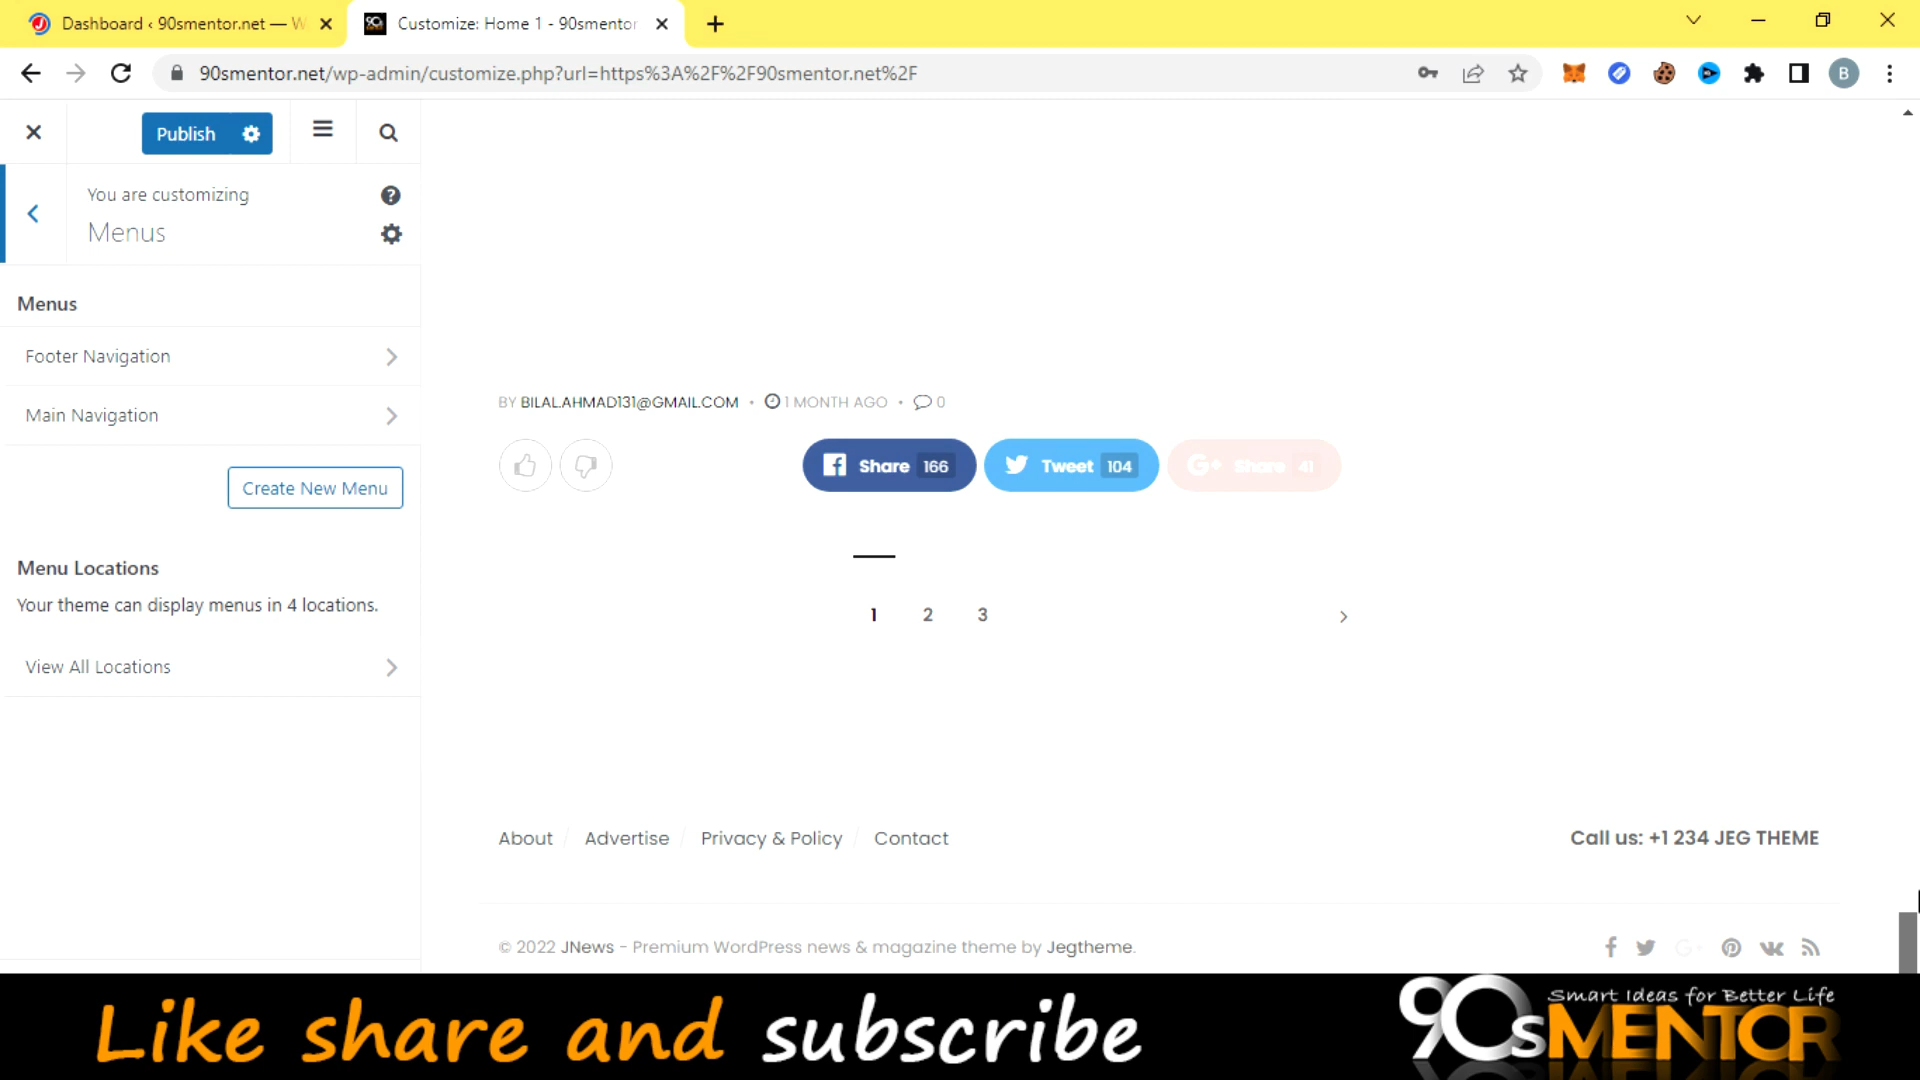 Dashboard ‹ 90smentor.net — W
Customize: Home 1 - 90smentor
90smentor.net/wp-admin/customize.php?url=https%3A%2F%2F90smentor.net%2F
B
Publish
You are customizing
Menus
Menus
Footer Navigation
Main Navigation
Create New Menu
Menu Locations
Your theme can display menus in 4 locations.
View All Locations
BY BILAL.AHMAD131@GMAIL.COM • 1 MONTH AGO • 0
Share 166
Tweet 104
G+ Share 41
1 2 3
About / Advertise / Privacy & Policy / Contact
Call us: +1 234 JEG THEME
© 2022 JNews - Premium WordPress news & magazine theme by Jegtheme.
Like share and subscribe
Smart Ideas for Better Life
90sMENTOR